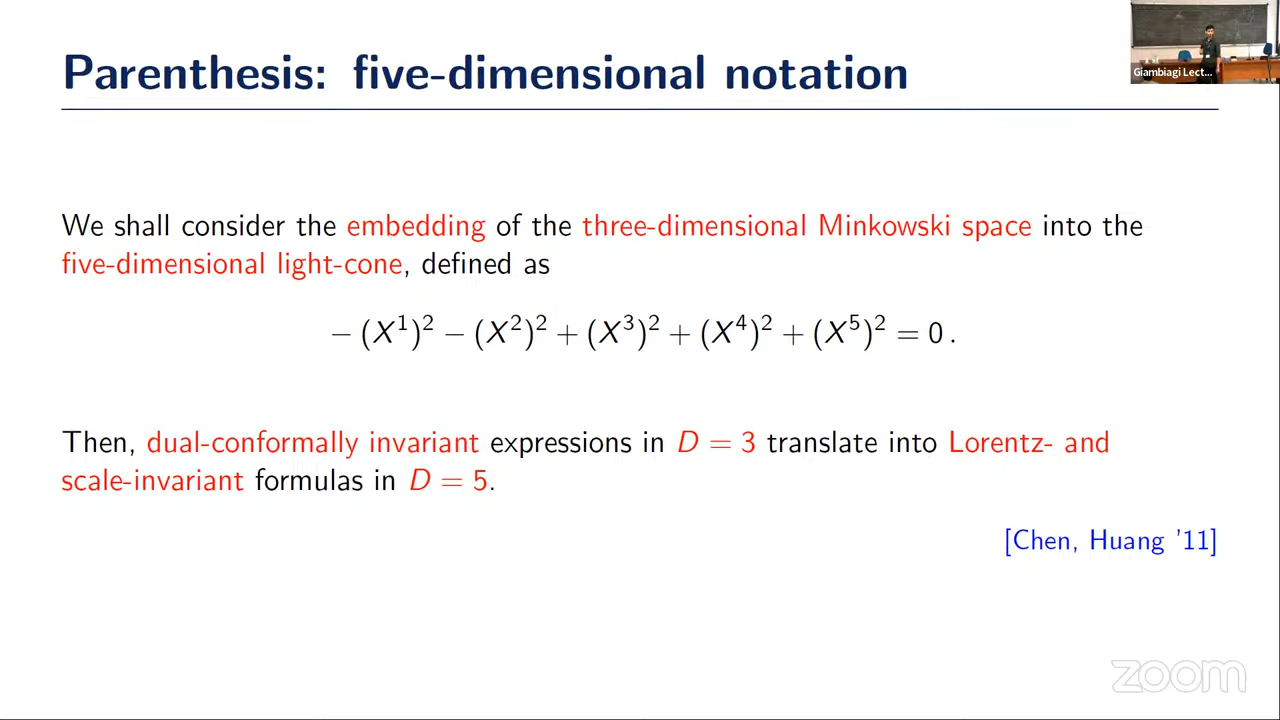 Parenthesis: five-dimensional notation
Giambiagi Lect...
We shall consider the embedding of the three-dimensional Minkowski space into the
five-dimensional light-cone, defined as
− (X¹)² − (X²)² + (X³)² + (X⁴)² + (X⁵)² = 0 .
Then, dual-conformally invariant expressions in D = 3 translate into Lorentz- and
scale-invariant formulas in D = 5.
[Chen, Huang '11]
zoom